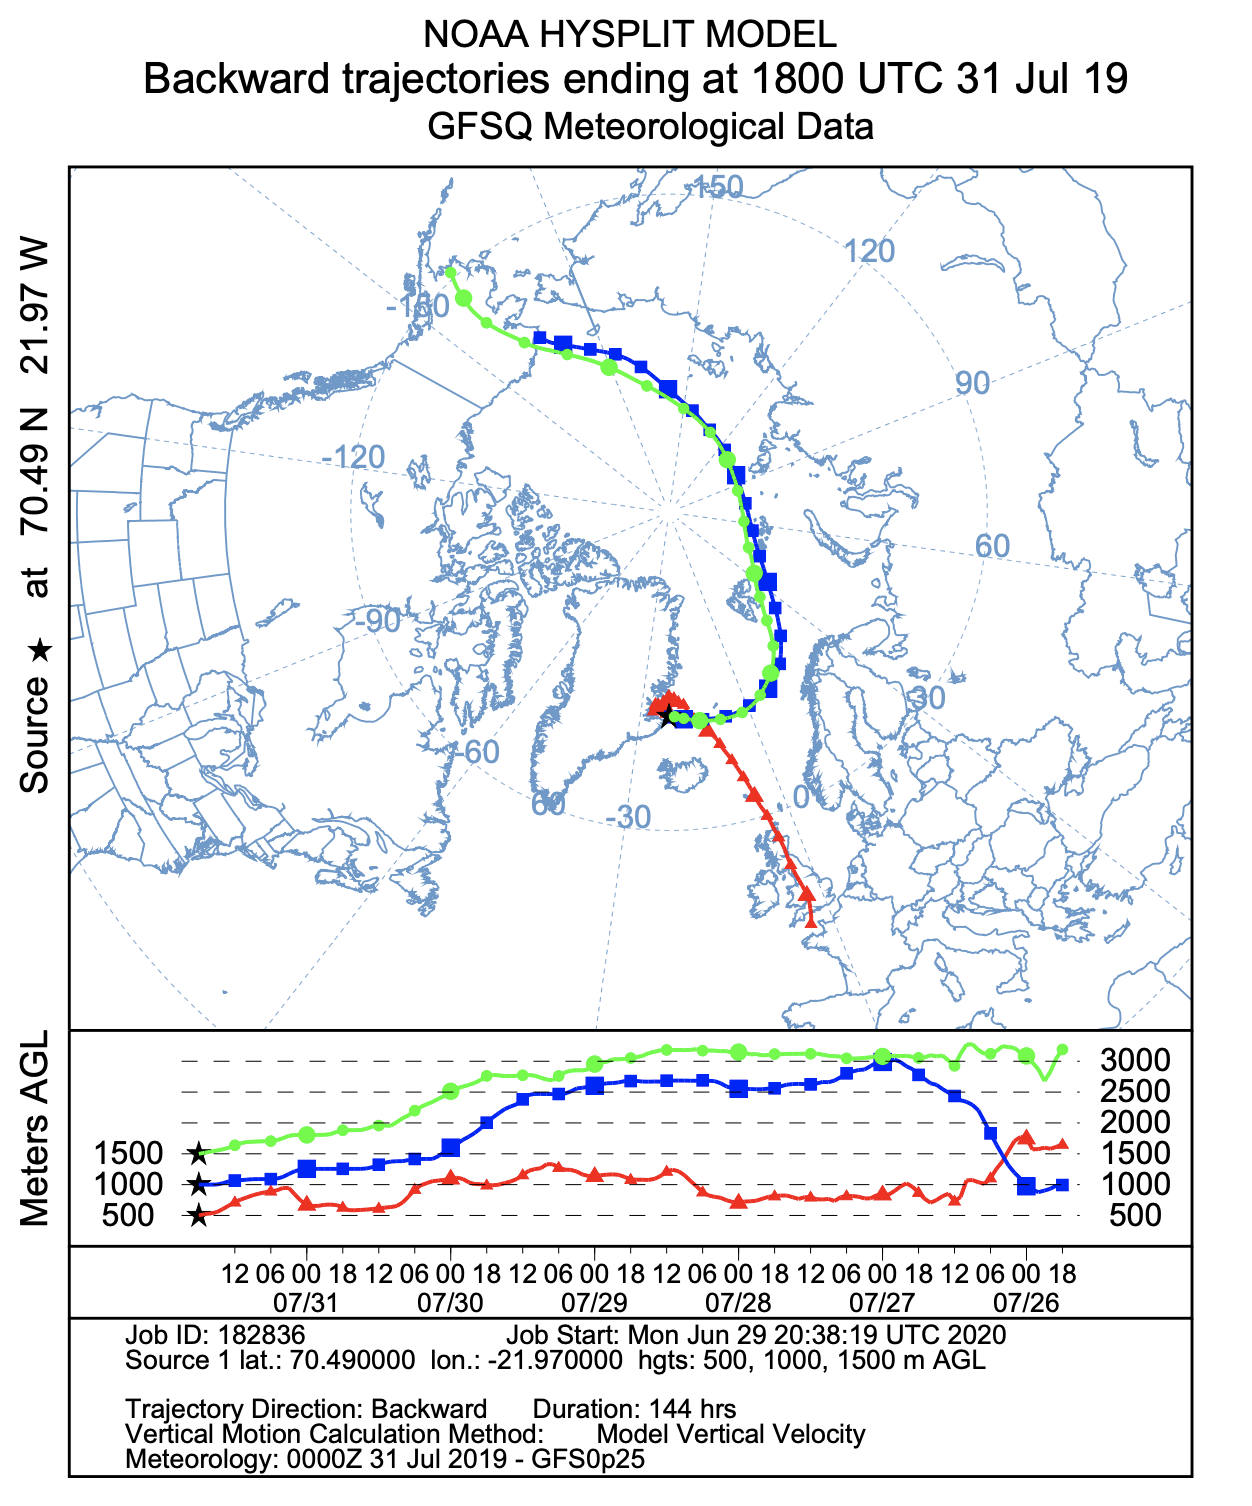 NOAA HYSPLIT MODEL
Backward trajectories ending at 1800 UTC 31 Jul 19
GFSQ Meteorological Data
Source ★ at 70.49 N 21.97 W
-150
150
120
90
60
30
0
-30
60
-60
-90
-120
Meters AGL
1500
1000
500
3000
2500
2000
1500
1000
500
12 06 00 18 12 06 00 18 12 06 00 18 12 06 00 18 12 06 00 18 12 06 00 18
07/31 07/30 07/29 07/28 07/27 07/26
Job ID: 182836 Job Start: Mon Jun 29 20:38:19 UTC 2020
Source 1 lat.: 70.490000 lon.: -21.970000 hgts: 500, 1000, 1500 m AGL
Trajectory Direction: Backward Duration: 144 hrs
Vertical Motion Calculation Method: Model Vertical Velocity
Meteorology: 0000Z 31 Jul 2019 - GFS0p25